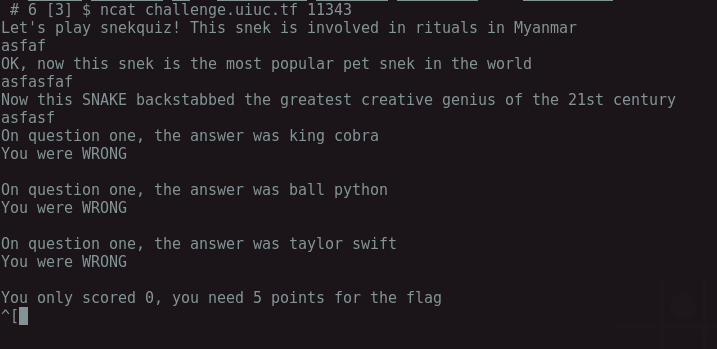 # 6 [3] $ ncat challenge.uiuc.tf 11343
Let's play snekquiz! This snek is involved in rituals in Myanmar
asfaf
OK, now this snek is the most popular pet snek in the world
asfasfaf
Now this SNAKE backstabbed the greatest creative genius of the 21st century
asfasf
On question one, the answer was king cobra
You were WRONG
On question one, the answer was ball python
You were WRONG
On question one, the answer was taylor swift
You were WRONG
You only scored 0, you need 5 points for the flag
^[